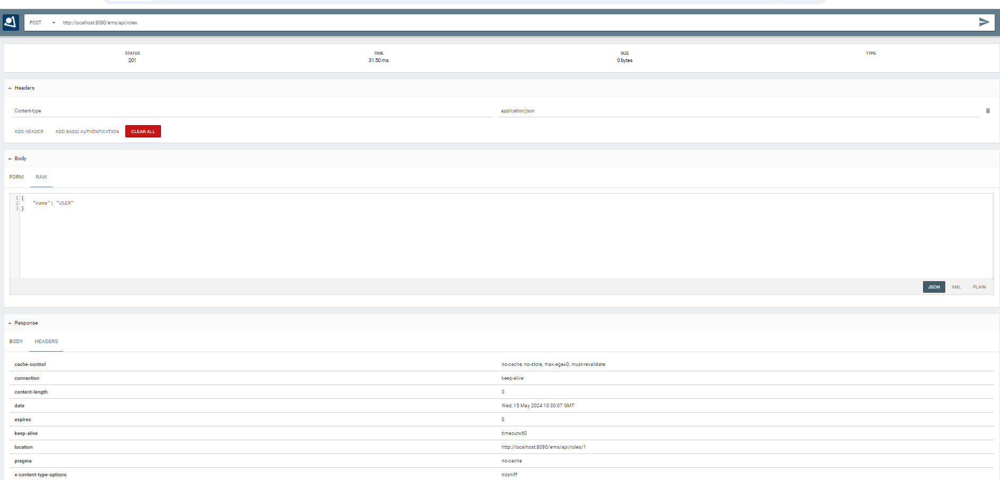 POST http://localhost:8080/ems/api/roles
STATUS TIME SIZE TYPE
201 31.50 ms 0 bytes
Headers
Content-type application/json
ADD HEADER ADD BASIC AUTHENTICATION CLEAR ALL
Body
FORM RAW
1 {
2 "name": "USER"
3 }
JSON XML PLAIN
Response
BODY HEADERS
cache-control no-cache, no-store, max-age=0, must-revalidate
connection keep-alive
content-length 0
date Wed, 15 May 2024 13:30:07 GMT
expires 0
keep-alive timeout=60
location http://localhost:8080/ems/api/roles/1
pragma no-cache
x-content-type-options nosniff